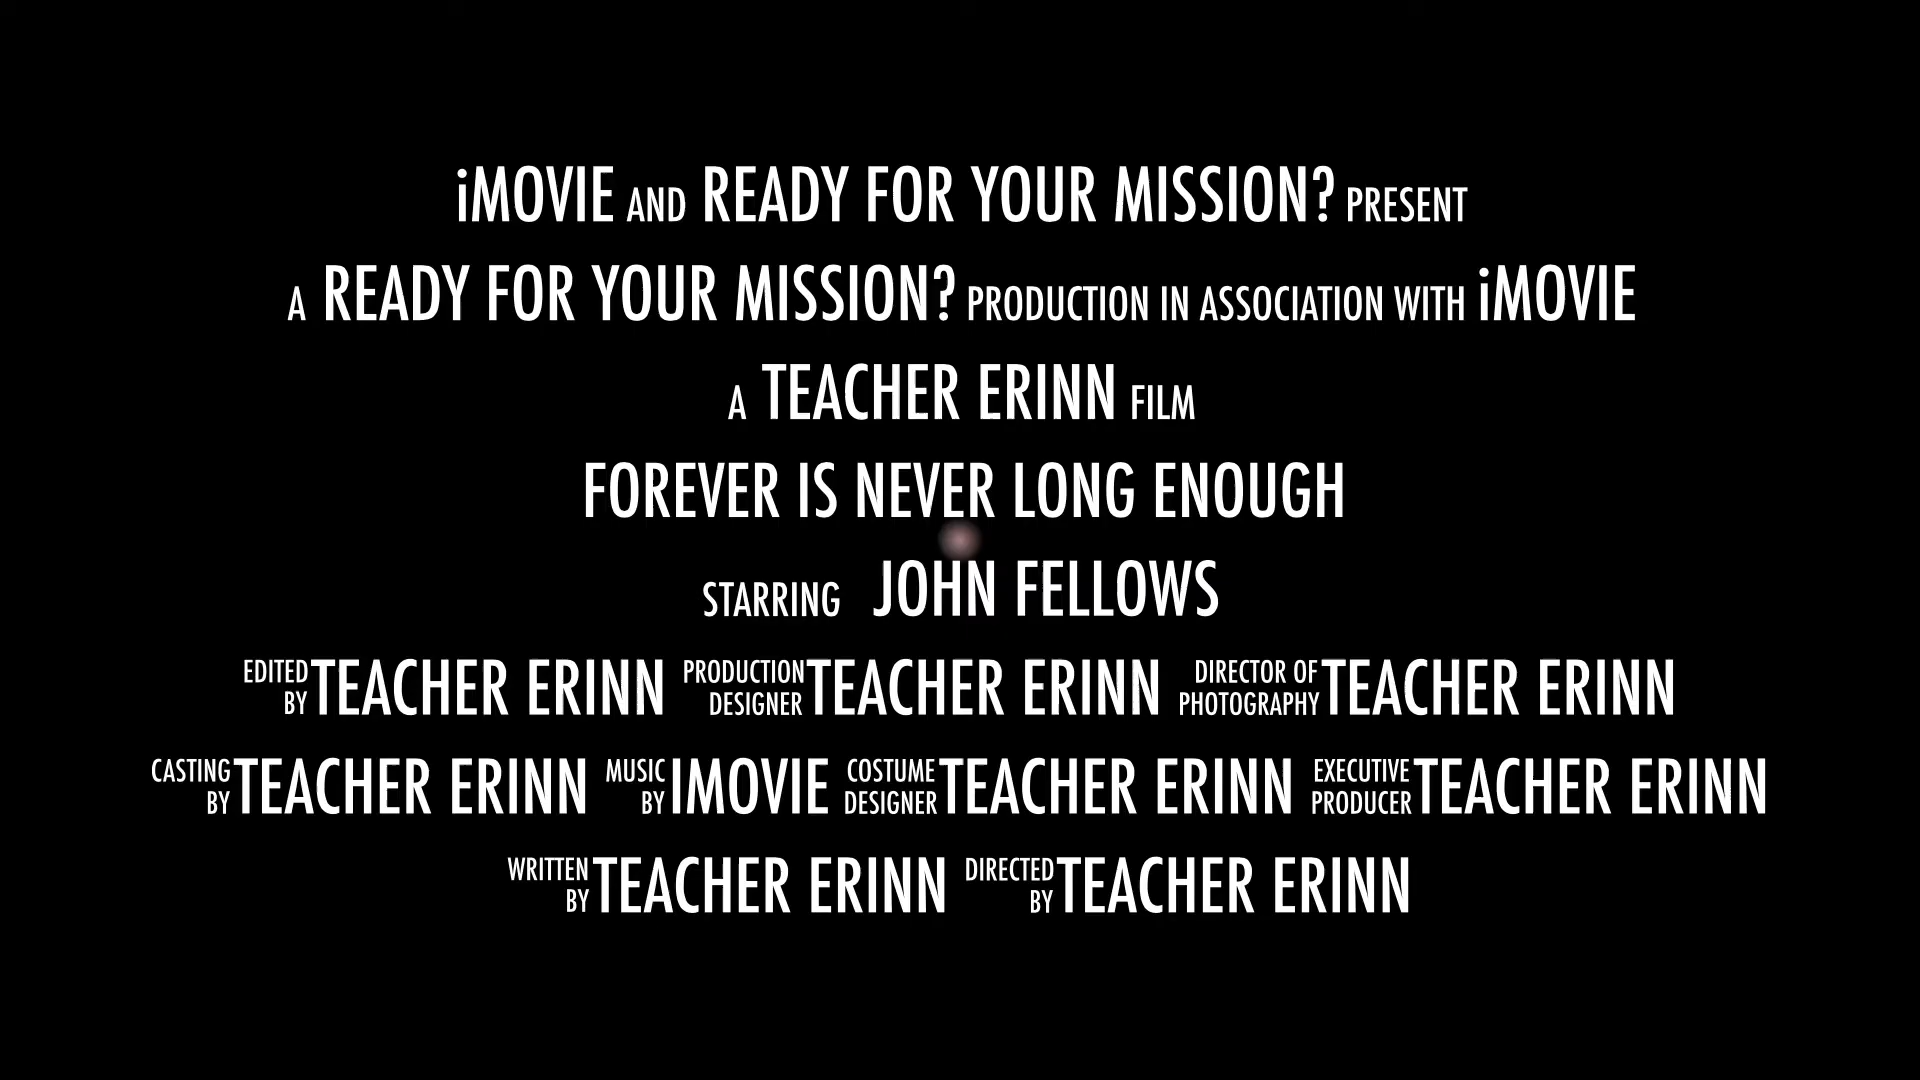 iMOVIE AND READY FOR YOUR MISSION? PRESENT
A READY FOR YOUR MISSION? PRODUCTION IN ASSOCIATION WITH iMOVIE
A TEACHER ERINN FILM
FOREVER IS NEVER LONG ENOUGH
STARRING JOHN FELLOWS
EDITED BY TEACHER ERINN PRODUCTION DESIGNER TEACHER ERINN DIRECTOR OF PHOTOGRAPHY TEACHER ERINN
CASTING BY TEACHER ERINN MUSIC BY IMOVIE COSTUME DESIGNER TEACHER ERINN EXECUTIVE PRODUCER TEACHER ERINN
WRITTEN BY TEACHER ERINN DIRECTED BY TEACHER ERINN